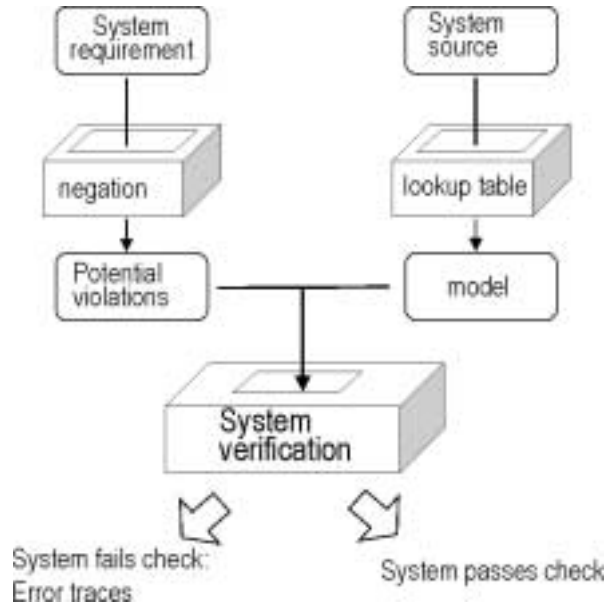 System
requirement
System
source
negation
lookup table
Potential
violations
model
System
verification
System fails check:
Error traces
System passes check